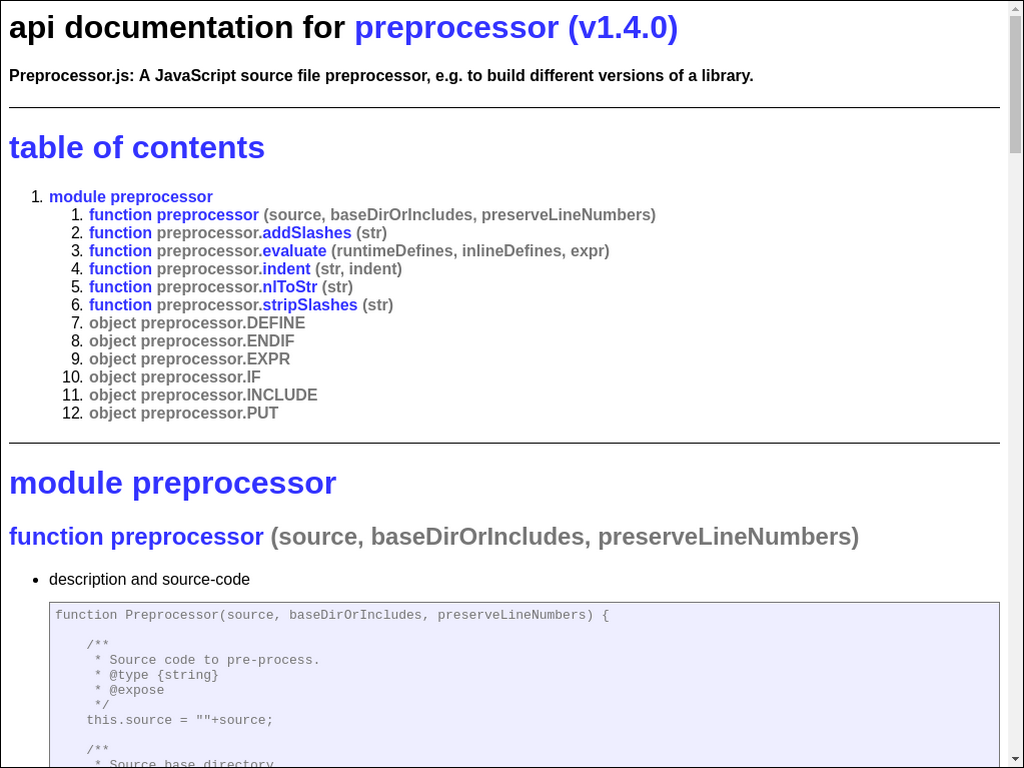 api documentation for preprocessor (v1.4.0)
Preprocessor.js: A JavaScript source file preprocessor, e.g. to build different versions of a library.
table of contents
1. module preprocessor
1. function preprocessor (source, baseDirOrIncludes, preserveLineNumbers)
2. function preprocessor.addSlashes (str)
3. function preprocessor.evaluate (runtimeDefines, inlineDefines, expr)
4. function preprocessor.indent (str, indent)
5. function preprocessor.nlToStr (str)
6. function preprocessor.stripSlashes (str)
7. object preprocessor.DEFINE
8. object preprocessor.ENDIF
9. object preprocessor.EXPR
10. object preprocessor.IF
11. object preprocessor.INCLUDE
12. object preprocessor.PUT
module preprocessor
function preprocessor (source, baseDirOrIncludes, preserveLineNumbers)
• description and source-code
function Preprocessor(source, baseDirOrIncludes, preserveLineNumbers) {
/**
* Source code to pre-process.
* @type {string}
* @expose
*/
this.source = ""+source;
/**
* Source base directory.